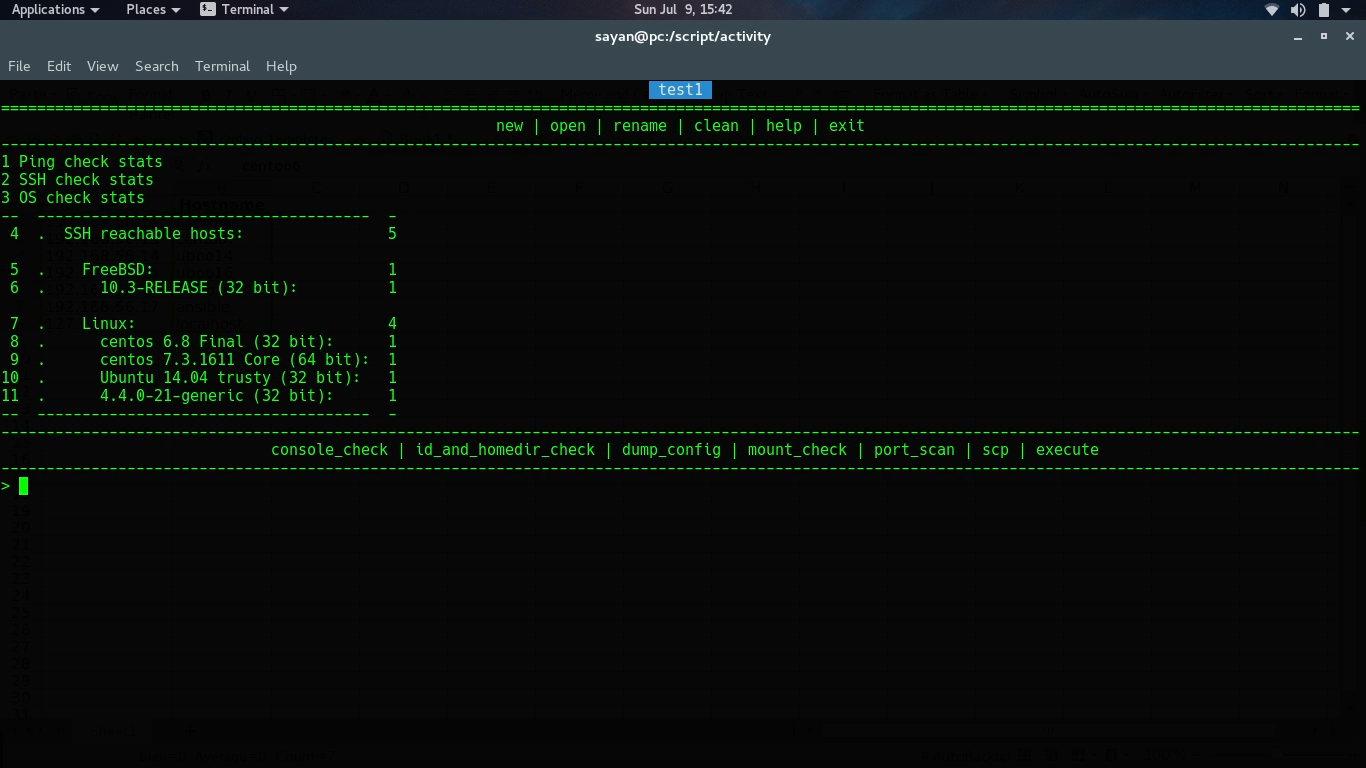 Applications Places Terminal Sun Jul 9, 15:42
sayan@pc:/script/activity
File Edit View Search Terminal Help
test1
================================================================================
new | open | rename | clean | help | exit
--------------------------------------------------------------------------------
1 Ping check stats
2 SSH check stats
3 OS check stats
-- ------------------------------------- -
4 . SSH reachable hosts: 5
5 . FreeBSD: 1
6 . 10.3-RELEASE (32 bit): 1
7 . Linux: 4
8 . centos 6.8 Final (32 bit): 1
9 . centos 7.3.1611 Core (64 bit): 1
10 . Ubuntu 14.04 trusty (32 bit): 1
11 . 4.4.0-21-generic (32 bit): 1
-- ------------------------------------- -
--------------------------------------------------------------------------------
console_check | id_and_homedir_check | dump_config | mount_check | port_scan | scp | execute
--------------------------------------------------------------------------------
>